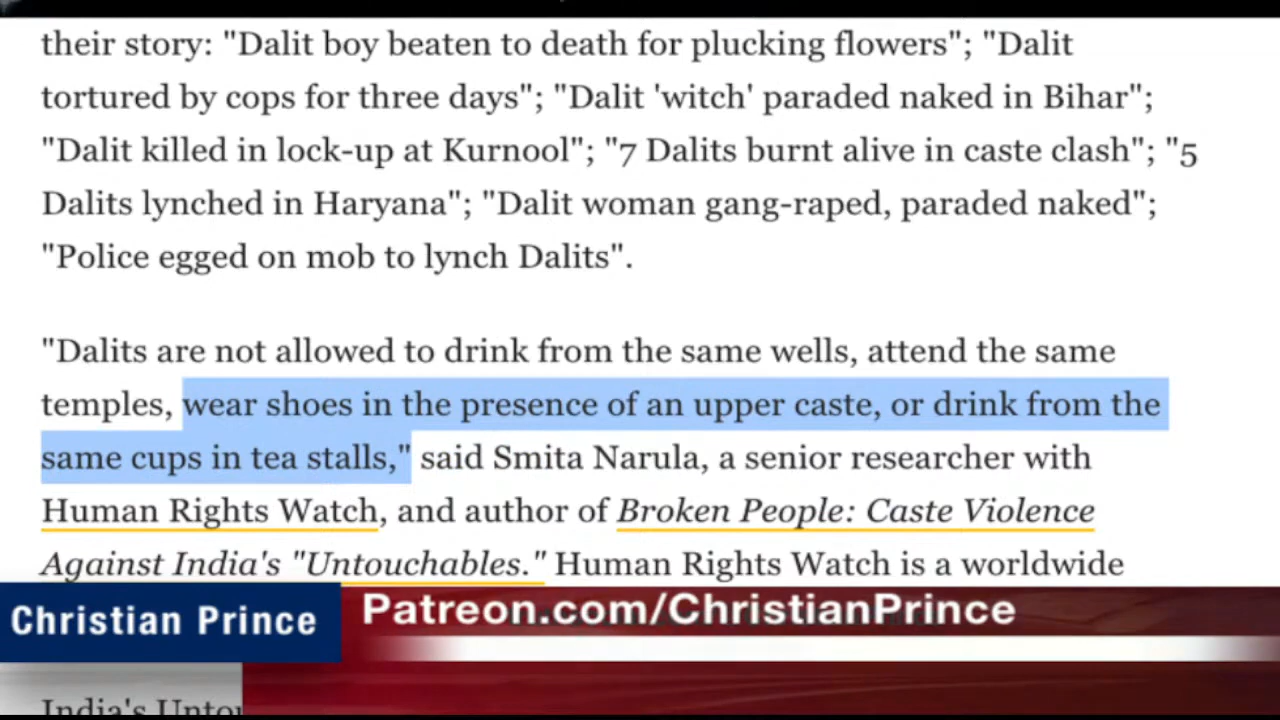 their story: "Dalit boy beaten to death for plucking flowers"; "Dalit
tortured by cops for three days"; "Dalit 'witch' paraded naked in Bihar";
"Dalit killed in lock-up at Kurnool"; "7 Dalits burnt alive in caste clash"; "5
Dalits lynched in Haryana"; "Dalit woman gang-raped, paraded naked";
"Police egged on mob to lynch Dalits".
"Dalits are not allowed to drink from the same wells, attend the same
temples, wear shoes in the presence of an upper caste, or drink from the
same cups in tea stalls," said Smita Narula, a senior researcher with
Human Rights Watch, and author of Broken People: Caste Violence
Against India's "Untouchables." Human Rights Watch is a worldwide
Christian Prince
Patreon.com/ChristianPrince
India's